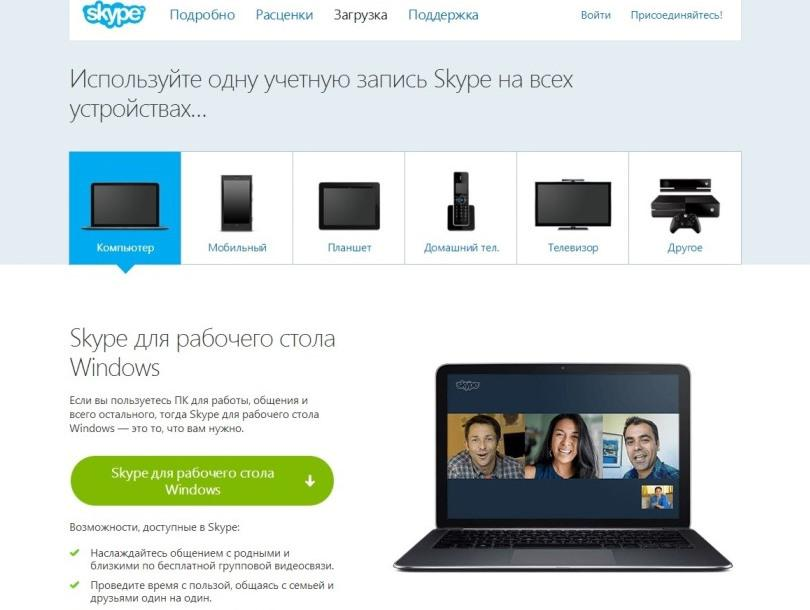 skype
Подробно
Расценки
Загрузка
Поддержка
Войти
Присоединяйтесь!
Используйте одну учетную запись Skype на всех
устройствах...
Компьютер
Мобильный
Планшет
Домашний тел.
Телевизор
Другое
Skype для рабочего стола
Windows
Если вы пользуетесь ПК для работы, общения и
всего остального, тогда Skype для рабочего стола
Windows — это то, что вам нужно.
Skype для рабочего стола
Windows
Возможности, доступные в Skype:
Наслаждайтесь общением с родными и
близкими по бесплатной групповой видеосвязи.
Проведите время с пользой, общаясь с семьей и
друзьями один на один.
skype